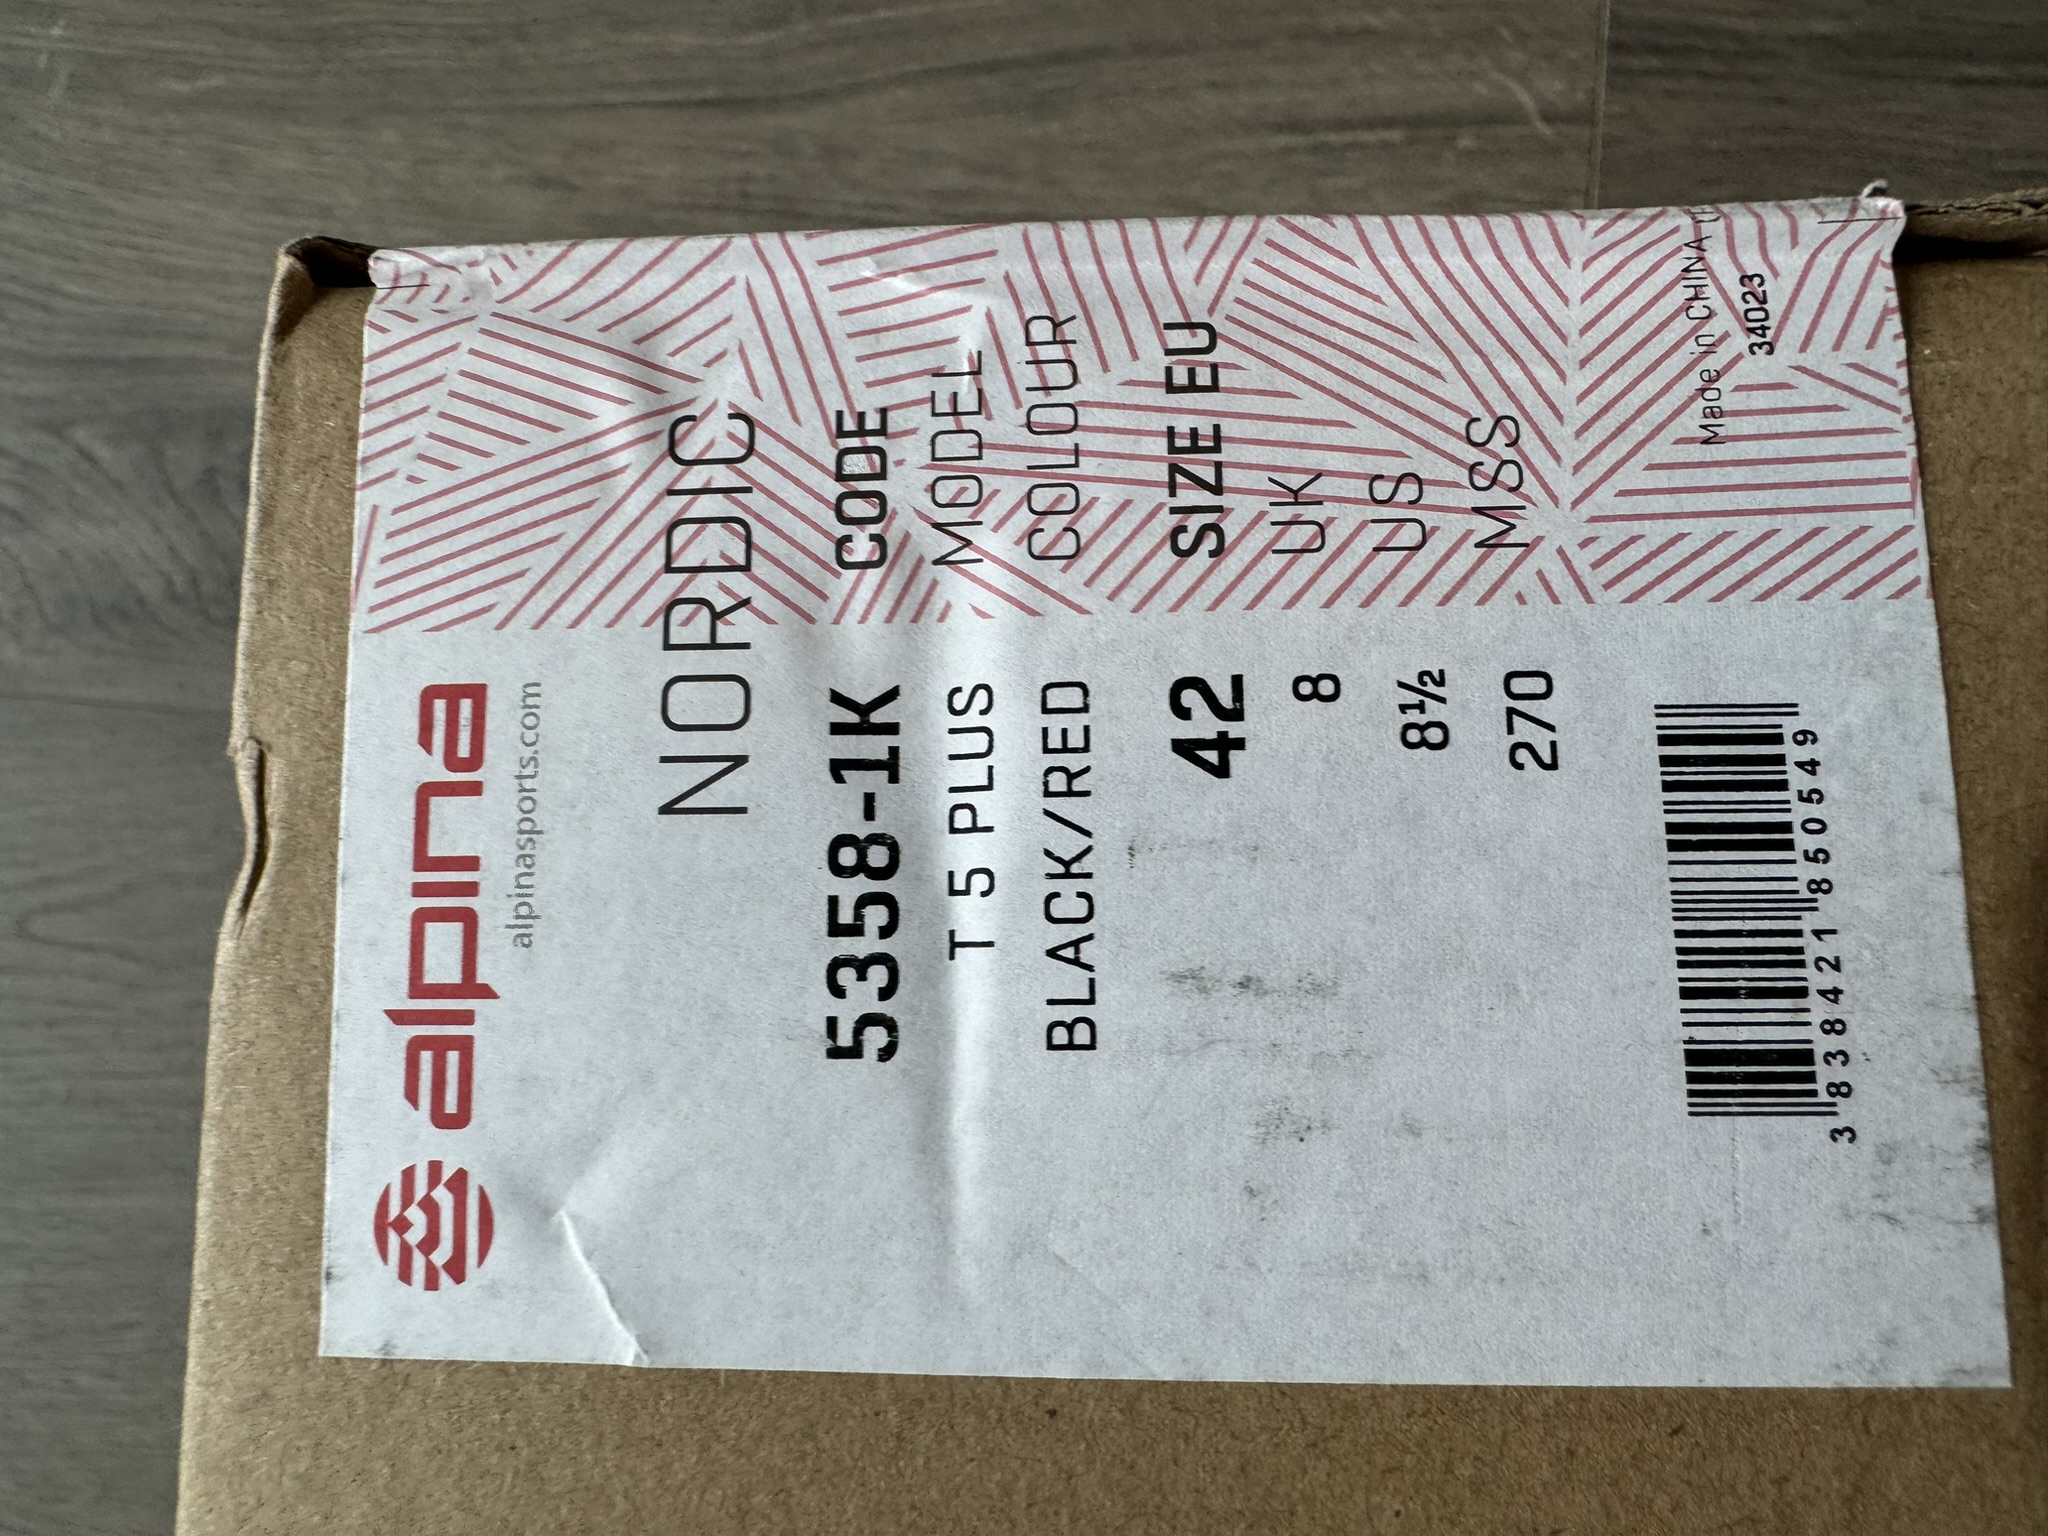 alpina
alpinasports.com
NORDIC
CODE 5358-1K
MODEL T 5 PLUS
COLOUR BLACK/RED
SIZE EU 42
UK 8
US 8½
MSS 270
Made in CHINA
34023
3 838421 850549